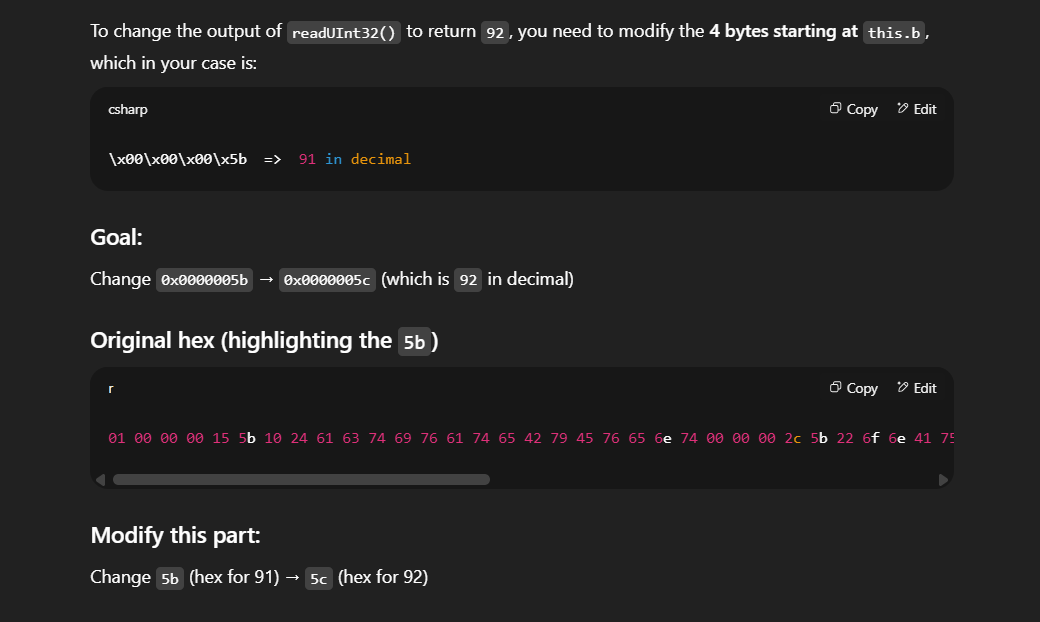 To change the output of readUInt32() to return 92, you need to modify the 4 bytes starting at this.b,
which in your case is:
csharp
Copy
Edit
\x00\x00\x00\x5b => 91 in decimal
Goal:
Change 0x0000005b → 0x0000005c (which is 92 in decimal)
Original hex (highlighting the 5b)
r
Copy
Edit
01 00 00 00 15 5b 10 24 61 63 74 69 76 61 74 65 42 79 45 76 65 6e 74 00 00 00 2c 5b 22 6f 6e 41 75
Modify this part:
Change 5b (hex for 91) → 5c (hex for 92)